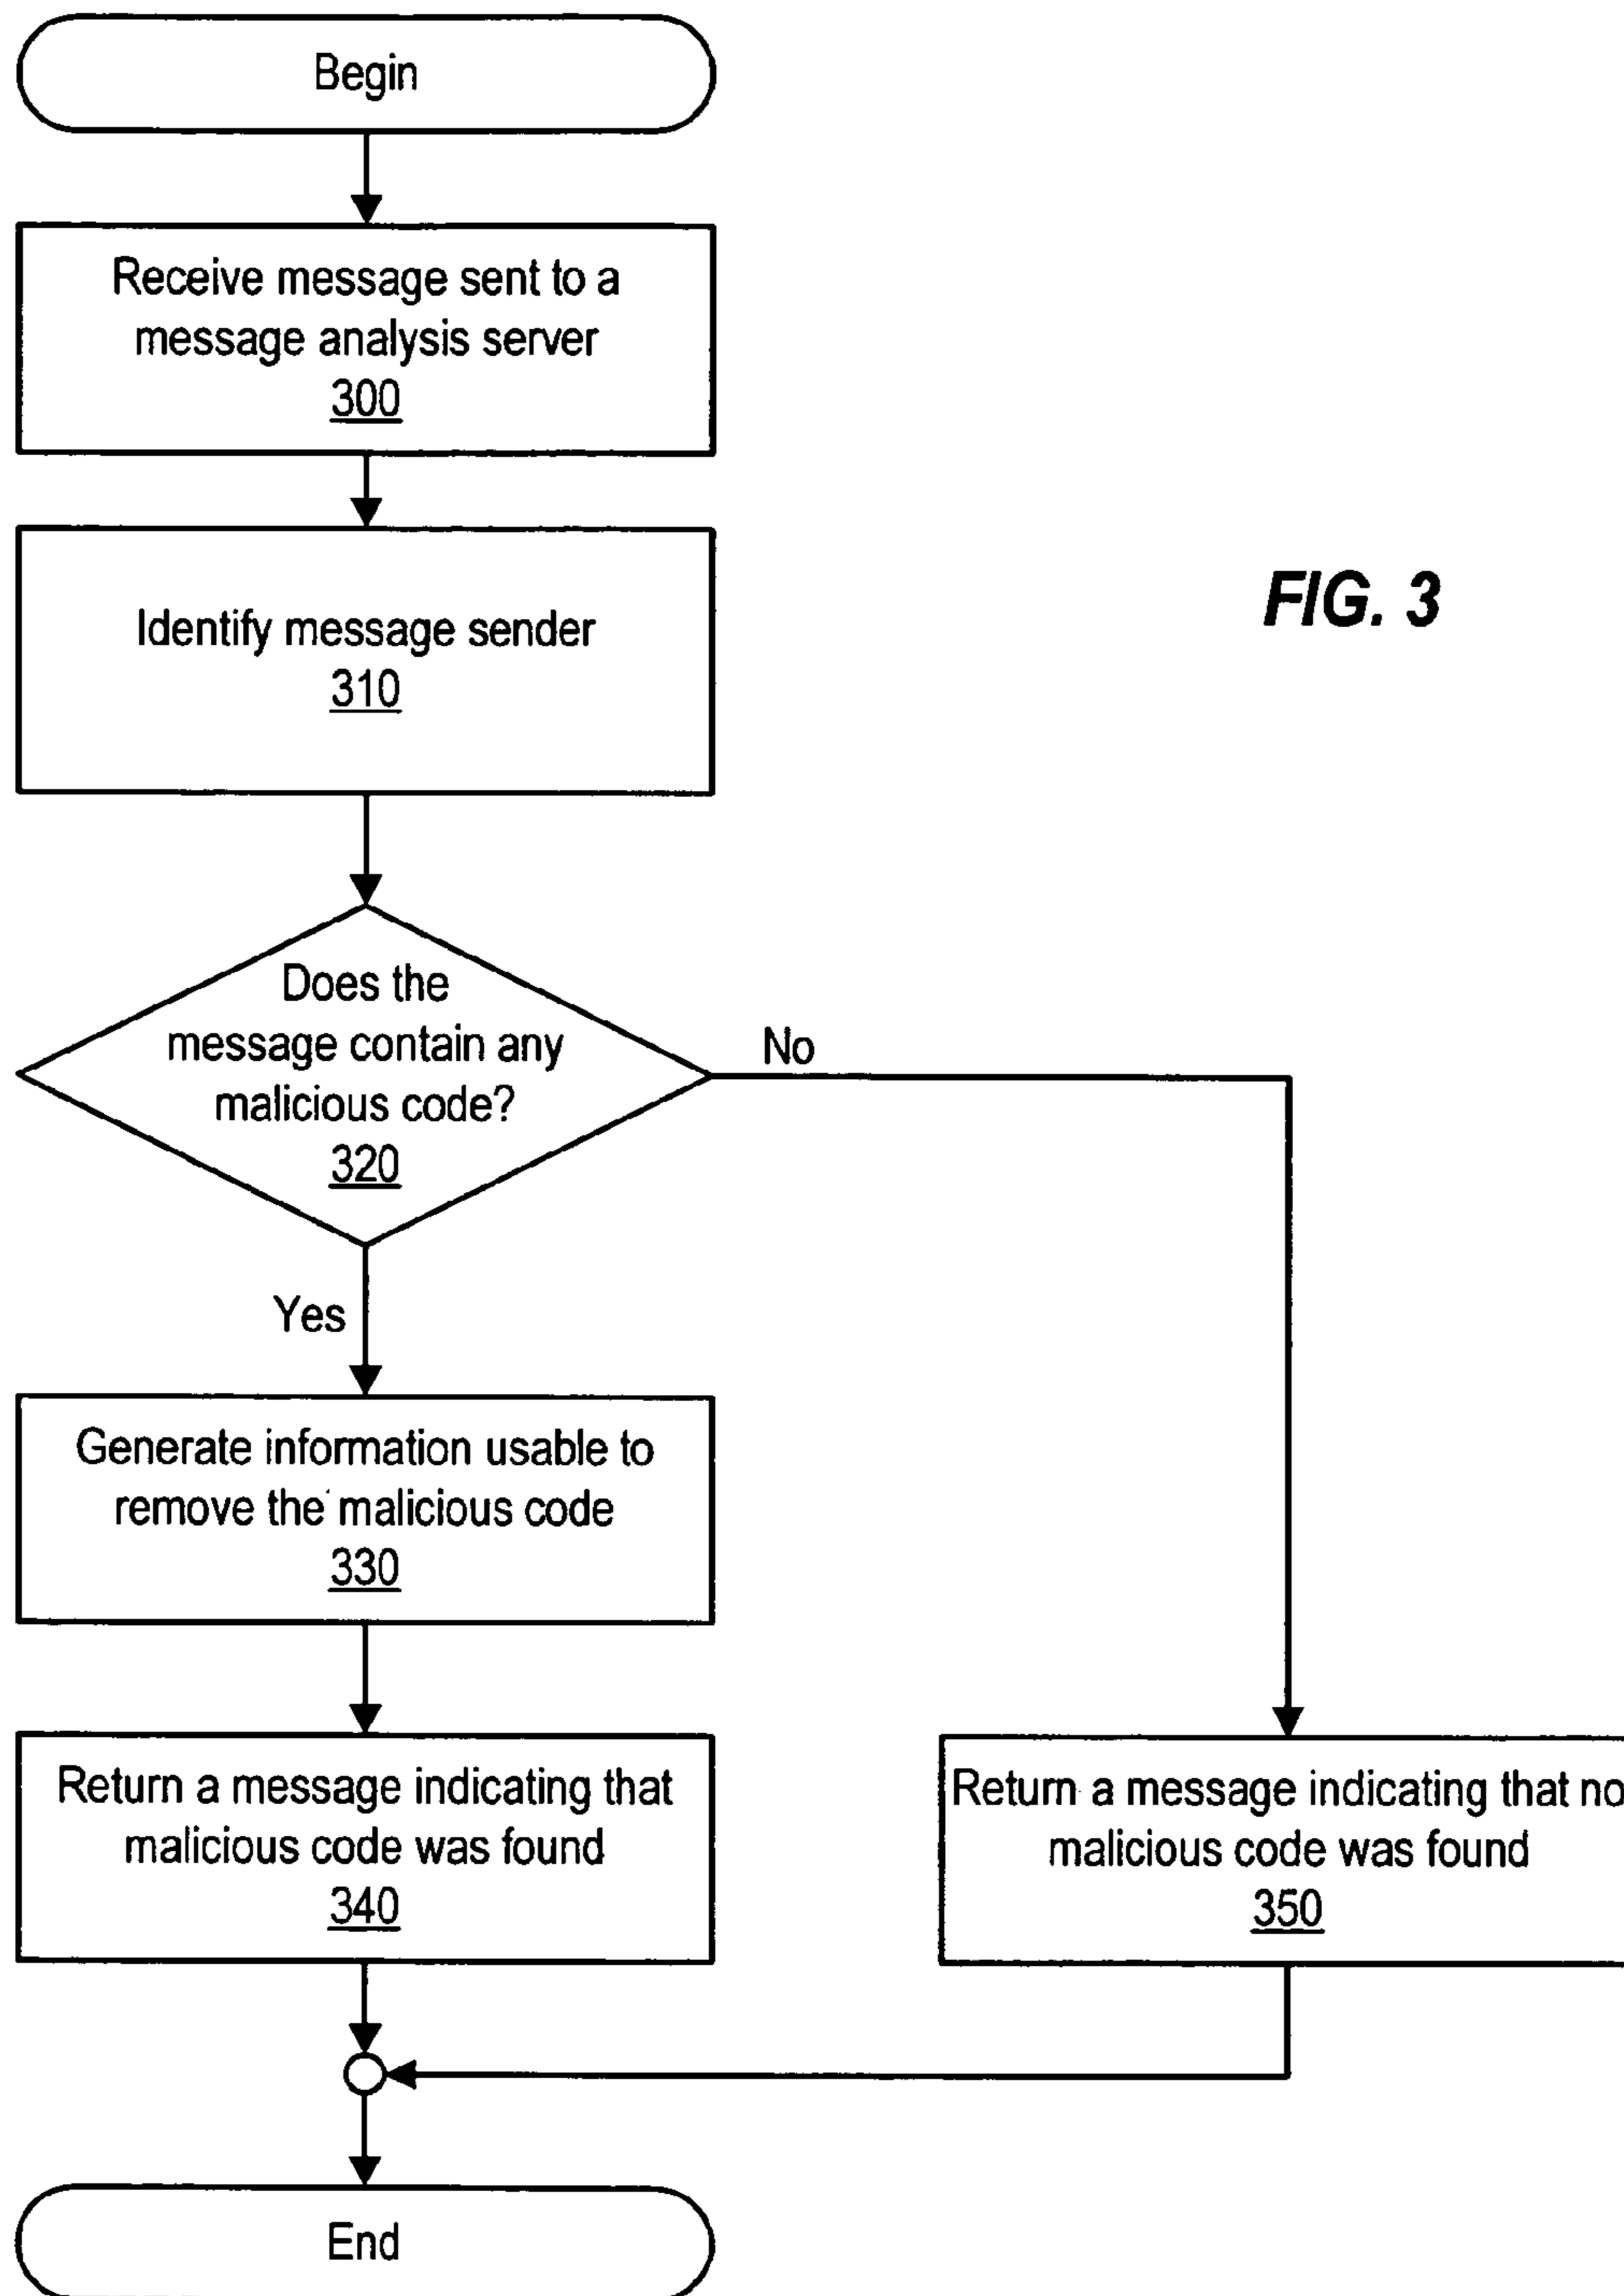 Begin
Receive message sent to a
message analysis server
300
Identify message sender
310
FIG. 3
Does the
message contain any
malicious code?
320
No
Yes
Generate information usable to
remove the malicious code
330
Return a message indicating that
malicious code was found
340
Return a message indicating that no
malicious code was found
350
End